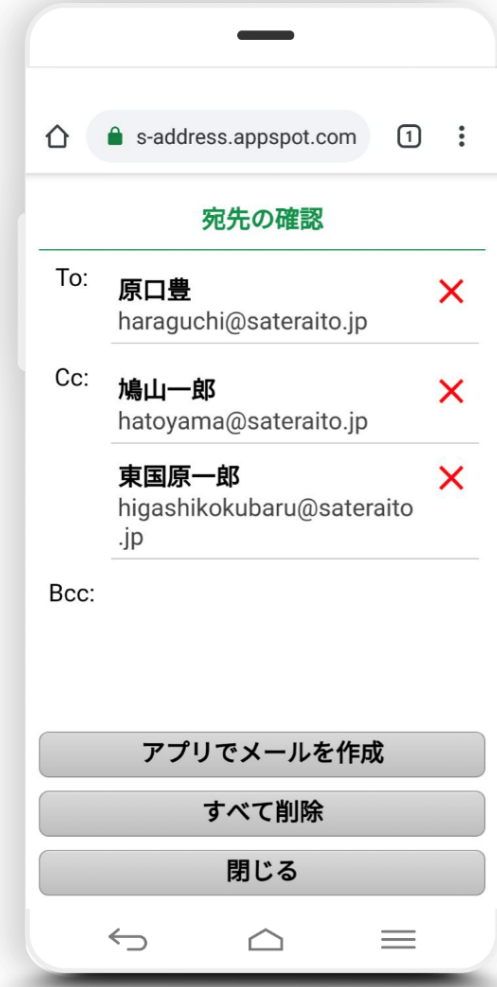 s-address.appspot.com 1
宛先の確認
To:
原口豊
haraguchi@sateraito.jp
Cc:
鳩山一郎
hatoyama@sateraito.jp
東国原一郎
higashikokubaru@sateraito
.jp
Bcc:
アプリでメールを作成
すべて削除
閉じる